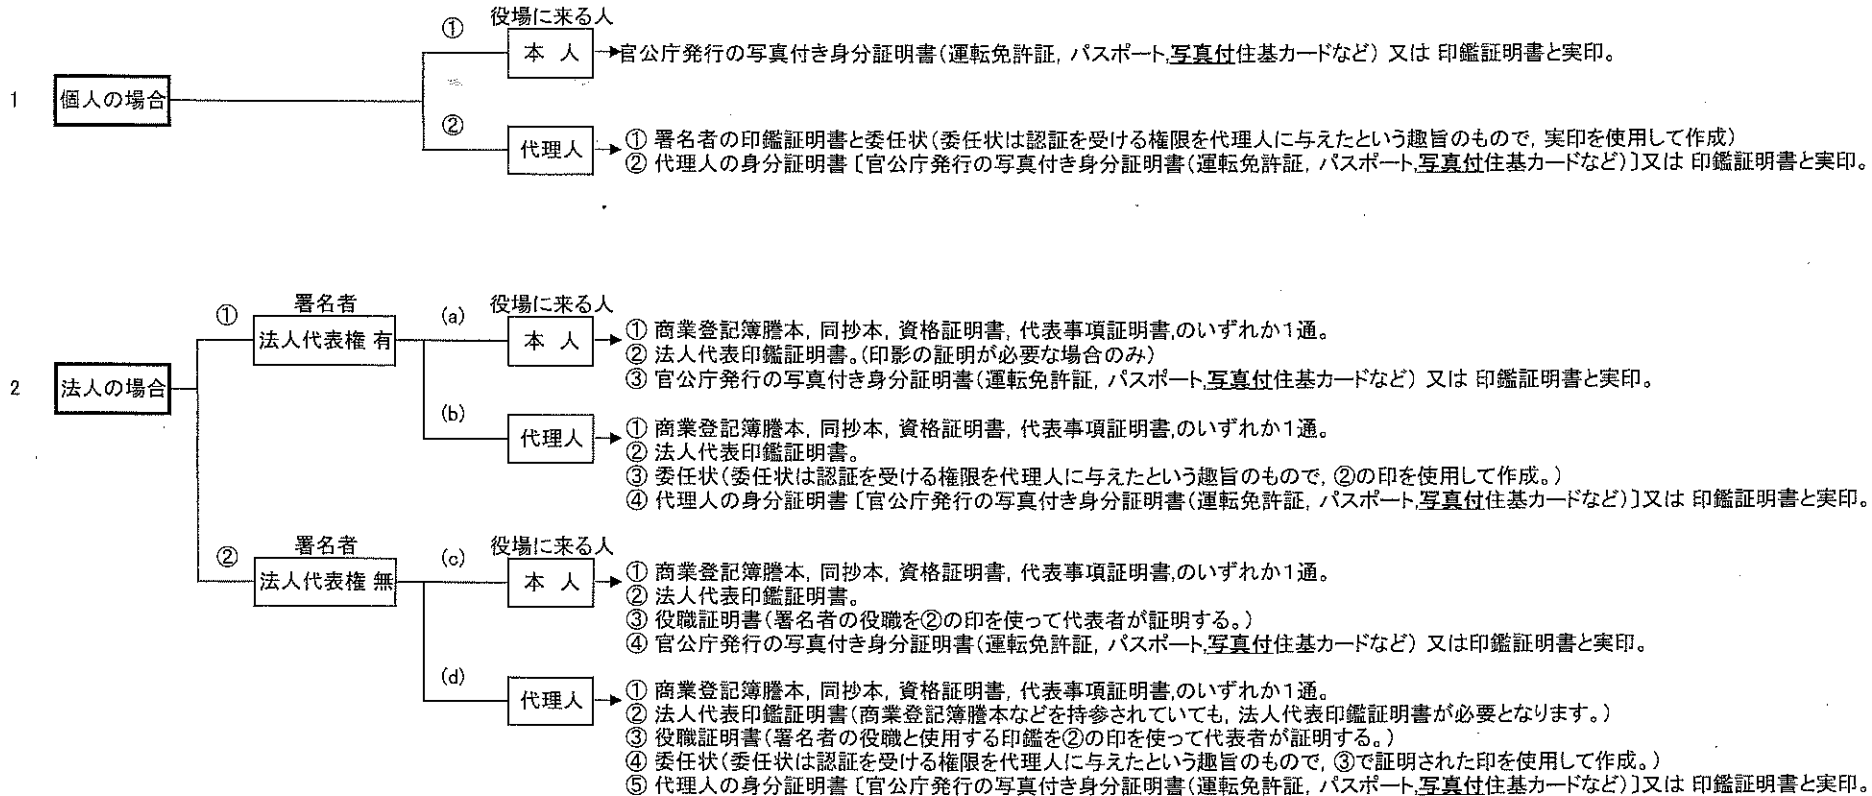 役場に来る人
①
本 人
官公庁発行の写真付き身分証明書(運転免許証, パスポート,写真付住基カードなど) 又は 印鑑証明書と実印。
1
個人の場合
②
代理人
① 署名者の印鑑証明書と委任状(委任状は認証を受ける権限を代理人に与えたという趣旨のもので, 実印を使用して作成)
② 代理人の身分証明書〔官公庁発行の写真付き身分証明書(運転免許証, パスポート,写真付住基カードなど)〕又は 印鑑証明書と実印。
2
法人の場合
①
署名者
法人代表権 有
(a)
役場に来る人
本 人
① 商業登記簿謄本, 同抄本, 資格証明書, 代表事項証明書,のいずれか1通。
② 法人代表印鑑証明書。(印影の証明が必要な場合のみ)
③ 官公庁発行の写真付き身分証明書(運転免許証, パスポート,写真付住基カードなど) 又は 印鑑証明書と実印。
(b)
代理人
① 商業登記簿謄本, 同抄本, 資格証明書, 代表事項証明書,のいずれか1通。
② 法人代表印鑑証明書。
③ 委任状(委任状は認証を受ける権限を代理人に与えたという趣旨のもので, ②の印を使用して作成。)
④ 代理人の身分証明書〔官公庁発行の写真付き身分証明書(運転免許証, パスポート,写真付住基カードなど)〕又は 印鑑証明書と実印。
②
署名者
法人代表権 無
(c)
役場に来る人
本 人
① 商業登記簿謄本, 同抄本, 資格証明書, 代表事項証明書,のいずれか1通。
② 法人代表印鑑証明書。
③ 役職証明書(署名者の役職を②の印を使って代表者が証明する。)
④ 官公庁発行の写真付き身分証明書(運転免許証, パスポート,写真付住基カードなど) 又は印鑑証明書と実印。
(d)
代理人
① 商業登記簿謄本, 同抄本, 資格証明書, 代表事項証明書,のいずれか1通。
② 法人代表印鑑証明書(商業登記簿謄本などを持参されていても, 法人代表印鑑証明書が必要となります。)
③ 役職証明書(署名者の役職と使用する印鑑を②の印を使って代表者が証明する。)
④ 委任状(委任状は認証を受ける権限を代理人に与えたという趣旨のもので, ③で証明された印を使用して作成。)
⑤ 代理人の身分証明書〔官公庁発行の写真付き身分証明書(運転免許証, パスポート,写真付住基カードなど)〕又は 印鑑証明書と実印。